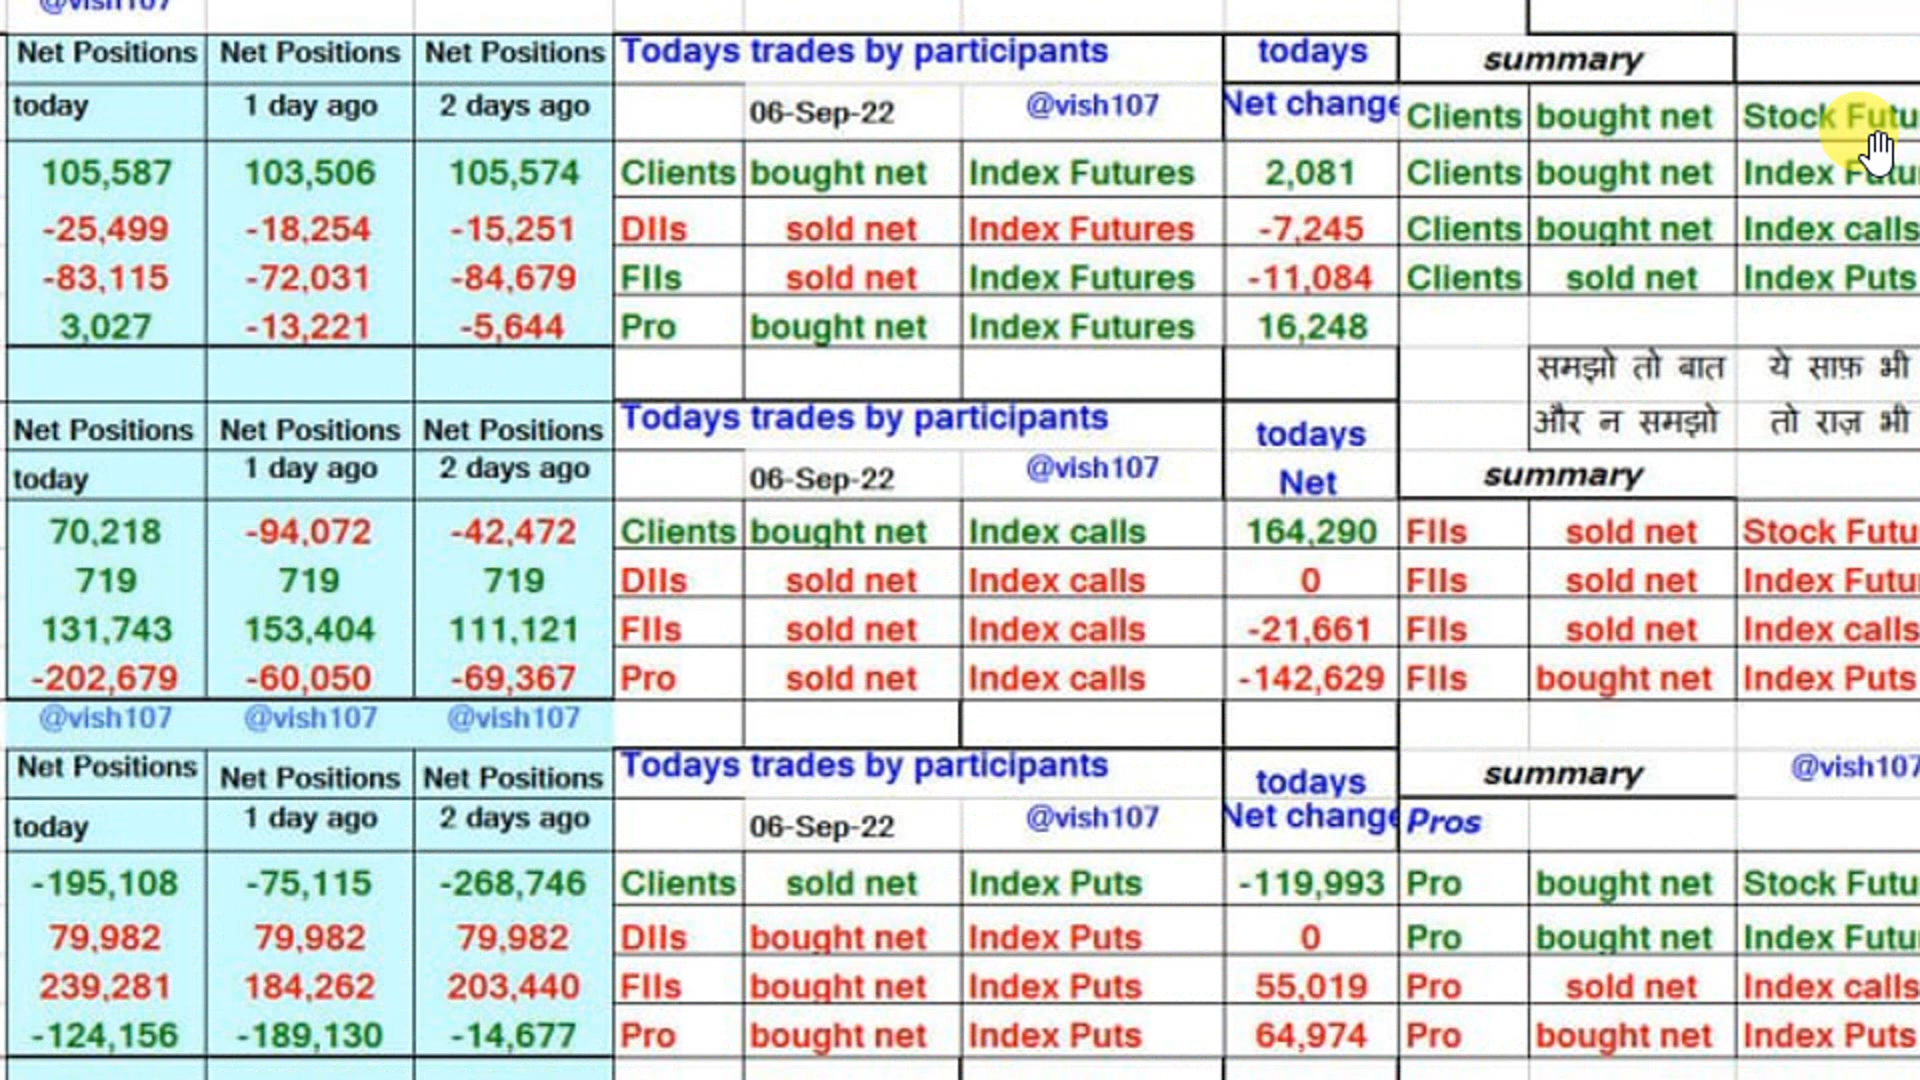 @vish107
Net Positions Net Positions Net Positions Todays trades by participants todays summary
today 1 day ago 2 days ago 06-Sep-22 @vish107 Net change Clients bought net Stock Futu
105,587 103,506 105,574 Clients bought net Index Futures 2,081 Clients bought net Index Futur
-25,499 -18,254 -15,251 DIIs sold net Index Futures -7,245 Clients bought net Index calls
-83,115 -72,031 -84,679 FIIs sold net Index Futures -11,084 Clients sold net Index Puts
3,027 -13,221 -5,644 Pro bought net Index Futures 16,248
समझो तो बात ये साफ़ भी
Net Positions Net Positions Net Positions Todays trades by participants todays और न समझो तो राज़ भी
today 1 day ago 2 days ago 06-Sep-22 @vish107 Net summary
70,218 -94,072 -42,472 Clients bought net Index calls 164,290 FIIs sold net Stock Futu
719 719 719 DIIs sold net Index calls 0 FIIs sold net Index Futur
131,743 153,404 111,121 FIIs sold net Index calls -21,661 FIIs sold net Index calls
-202,679 -60,050 -69,367 Pro sold net Index calls -142,629 FIIs bought net Index Puts
@vish107 @vish107 @vish107
Net Positions Net Positions Net Positions Todays trades by participants todays summary @vish107
today 1 day ago 2 days ago 06-Sep-22 @vish107 Net change Pros
-195,108 -75,115 -268,746 Clients sold net Index Puts -119,993 Pro bought net Stock Futu
79,982 79,982 79,982 DIIs bought net Index Puts 0 Pro bought net Index Futur
239,281 184,262 203,440 FIIs bought net Index Puts 55,019 Pro sold net Index calls
-124,156 -189,130 -14,677 Pro bought net Index Puts 64,974 Pro bought net Index Puts